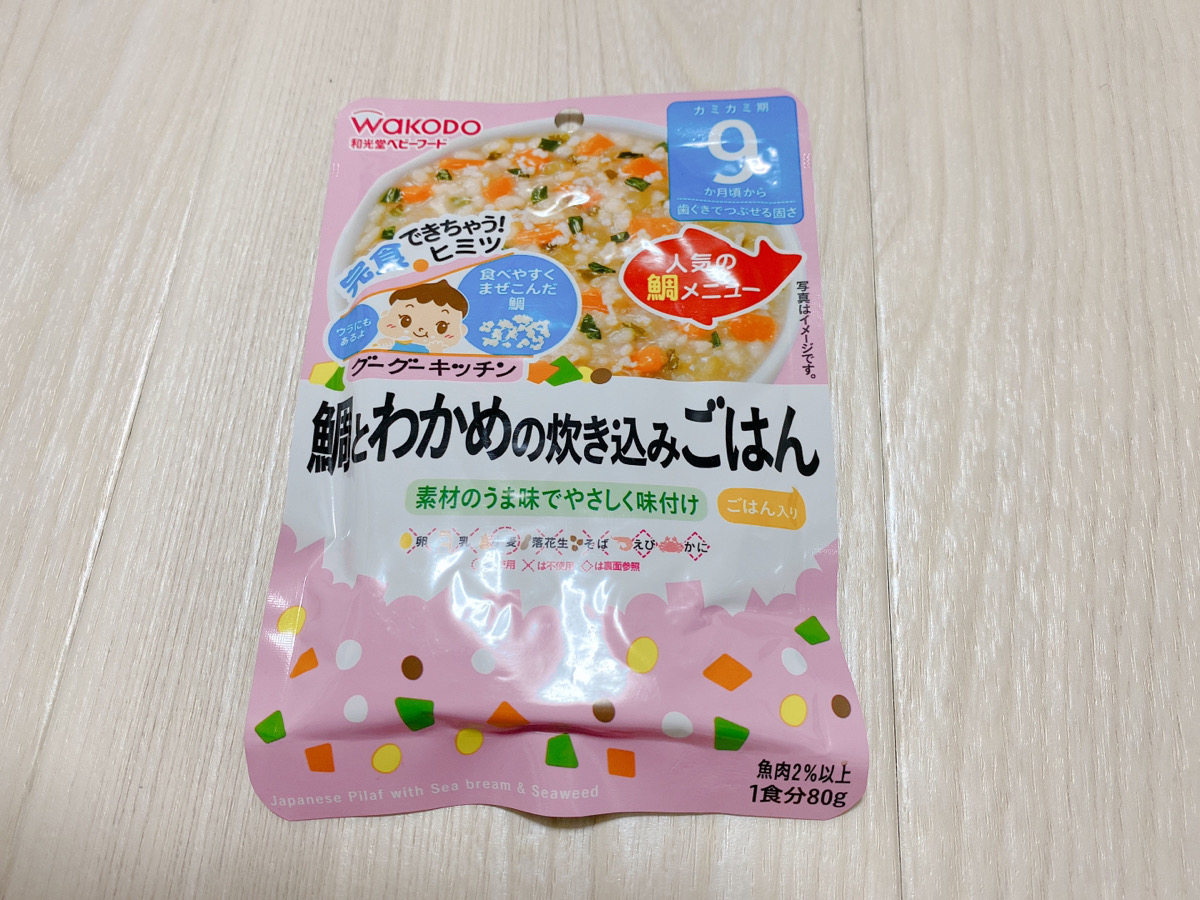 WAKODO
和光堂ベビーフード
カミカミ期
9
か月頃から
歯ぐきでつぶせる固さ
完食できちゃう!
ヒミツ
食べやすく
まぜこんだ
鯛
ウラにも
あるよ
人気の
鯛メニュー
写真はイメージです。
グーグーキッチン
鯛とわかめの炊き込みごはん
素材のうま味でやさしく味付け
ごはん入り
卵 乳 麦 落花生 そば えび かに
用 ×は不使用 ◇は裏面参照
魚肉2%以上
1食分80g
Japanese Pilaf with Sea bream & Seaweed